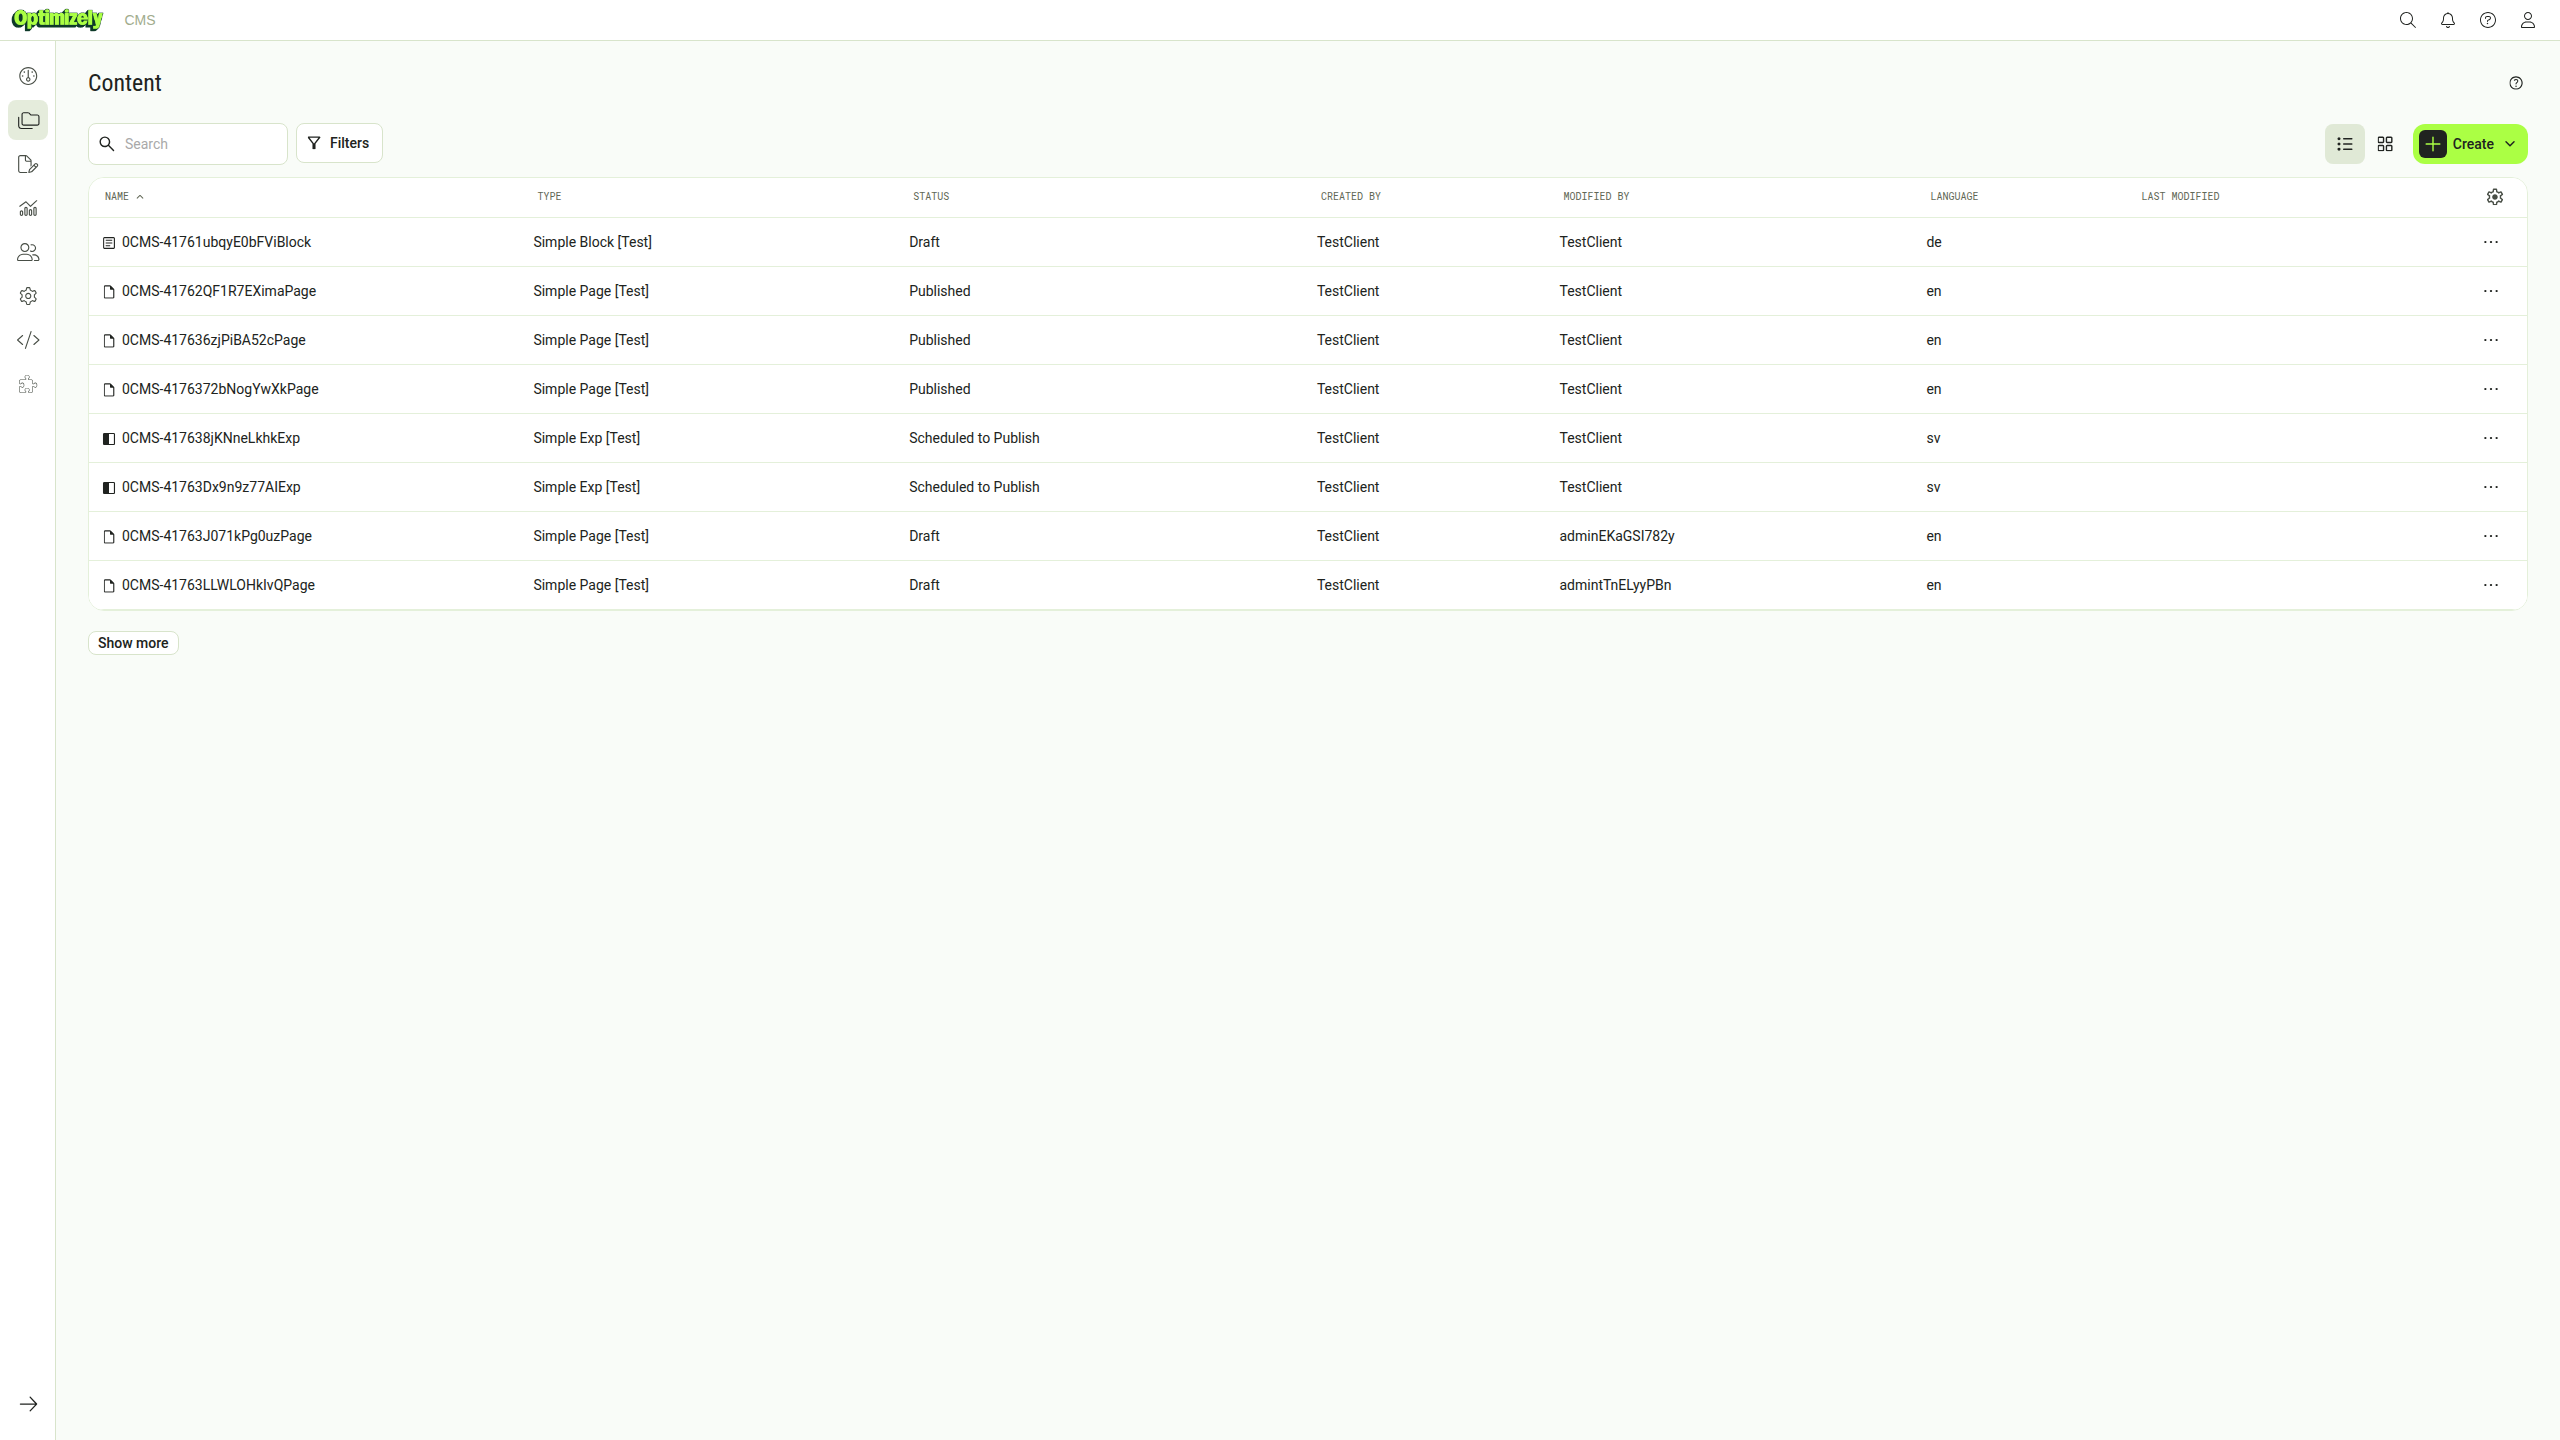 Optimizely CMS
Content
Search Filters Create
NAME TYPE STATUS CREATED BY MODIFIED BY LANGUAGE LAST MODIFIED
0CMS-41761ubqyE0bFViBlock Simple Block [Test] Draft TestClient TestClient de
0CMS-41762QF1R7EXimaPage Simple Page [Test] Published TestClient TestClient en
0CMS-417636zjPiBA52cPage Simple Page [Test] Published TestClient TestClient en
0CMS-4176372bNogYwXkPage Simple Page [Test] Published TestClient TestClient en
0CMS-417638jKNneLkhkExp Simple Exp [Test] Scheduled to Publish TestClient TestClient sv
0CMS-41763Dx9n9z77AIExp Simple Exp [Test] Scheduled to Publish TestClient TestClient sv
0CMS-41763J071kPg0uzPage Simple Page [Test] Draft TestClient adminEKaGSI782y en
0CMS-41763LLWLOHkIvQPage Simple Page [Test] Draft TestClient admintTnELyyPBn en
Show more